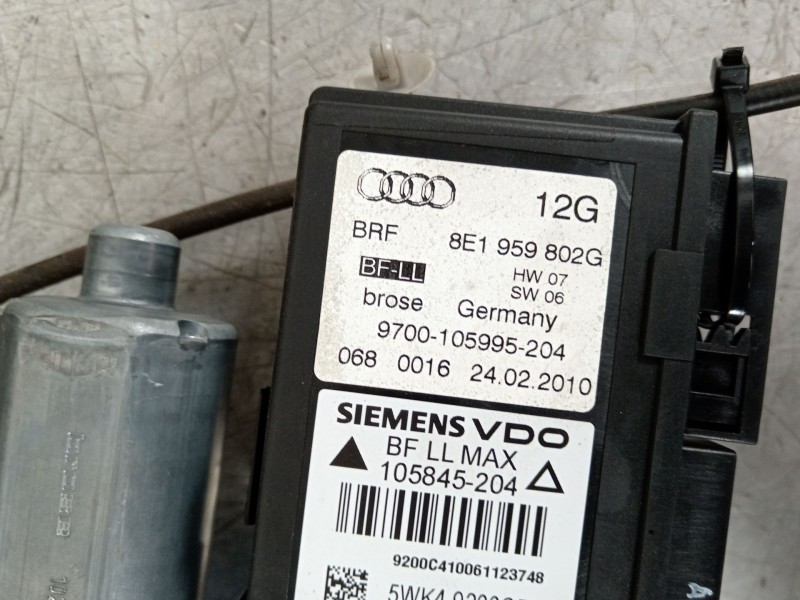 12G
BRF 8E1 959 802G
BF-LL HW 07
SW 06
brose Germany
9700-105995-204
068 0016 24.02.2010
SIEMENS VDO
BF LL MAX
105845-204
9200C410061123748
A